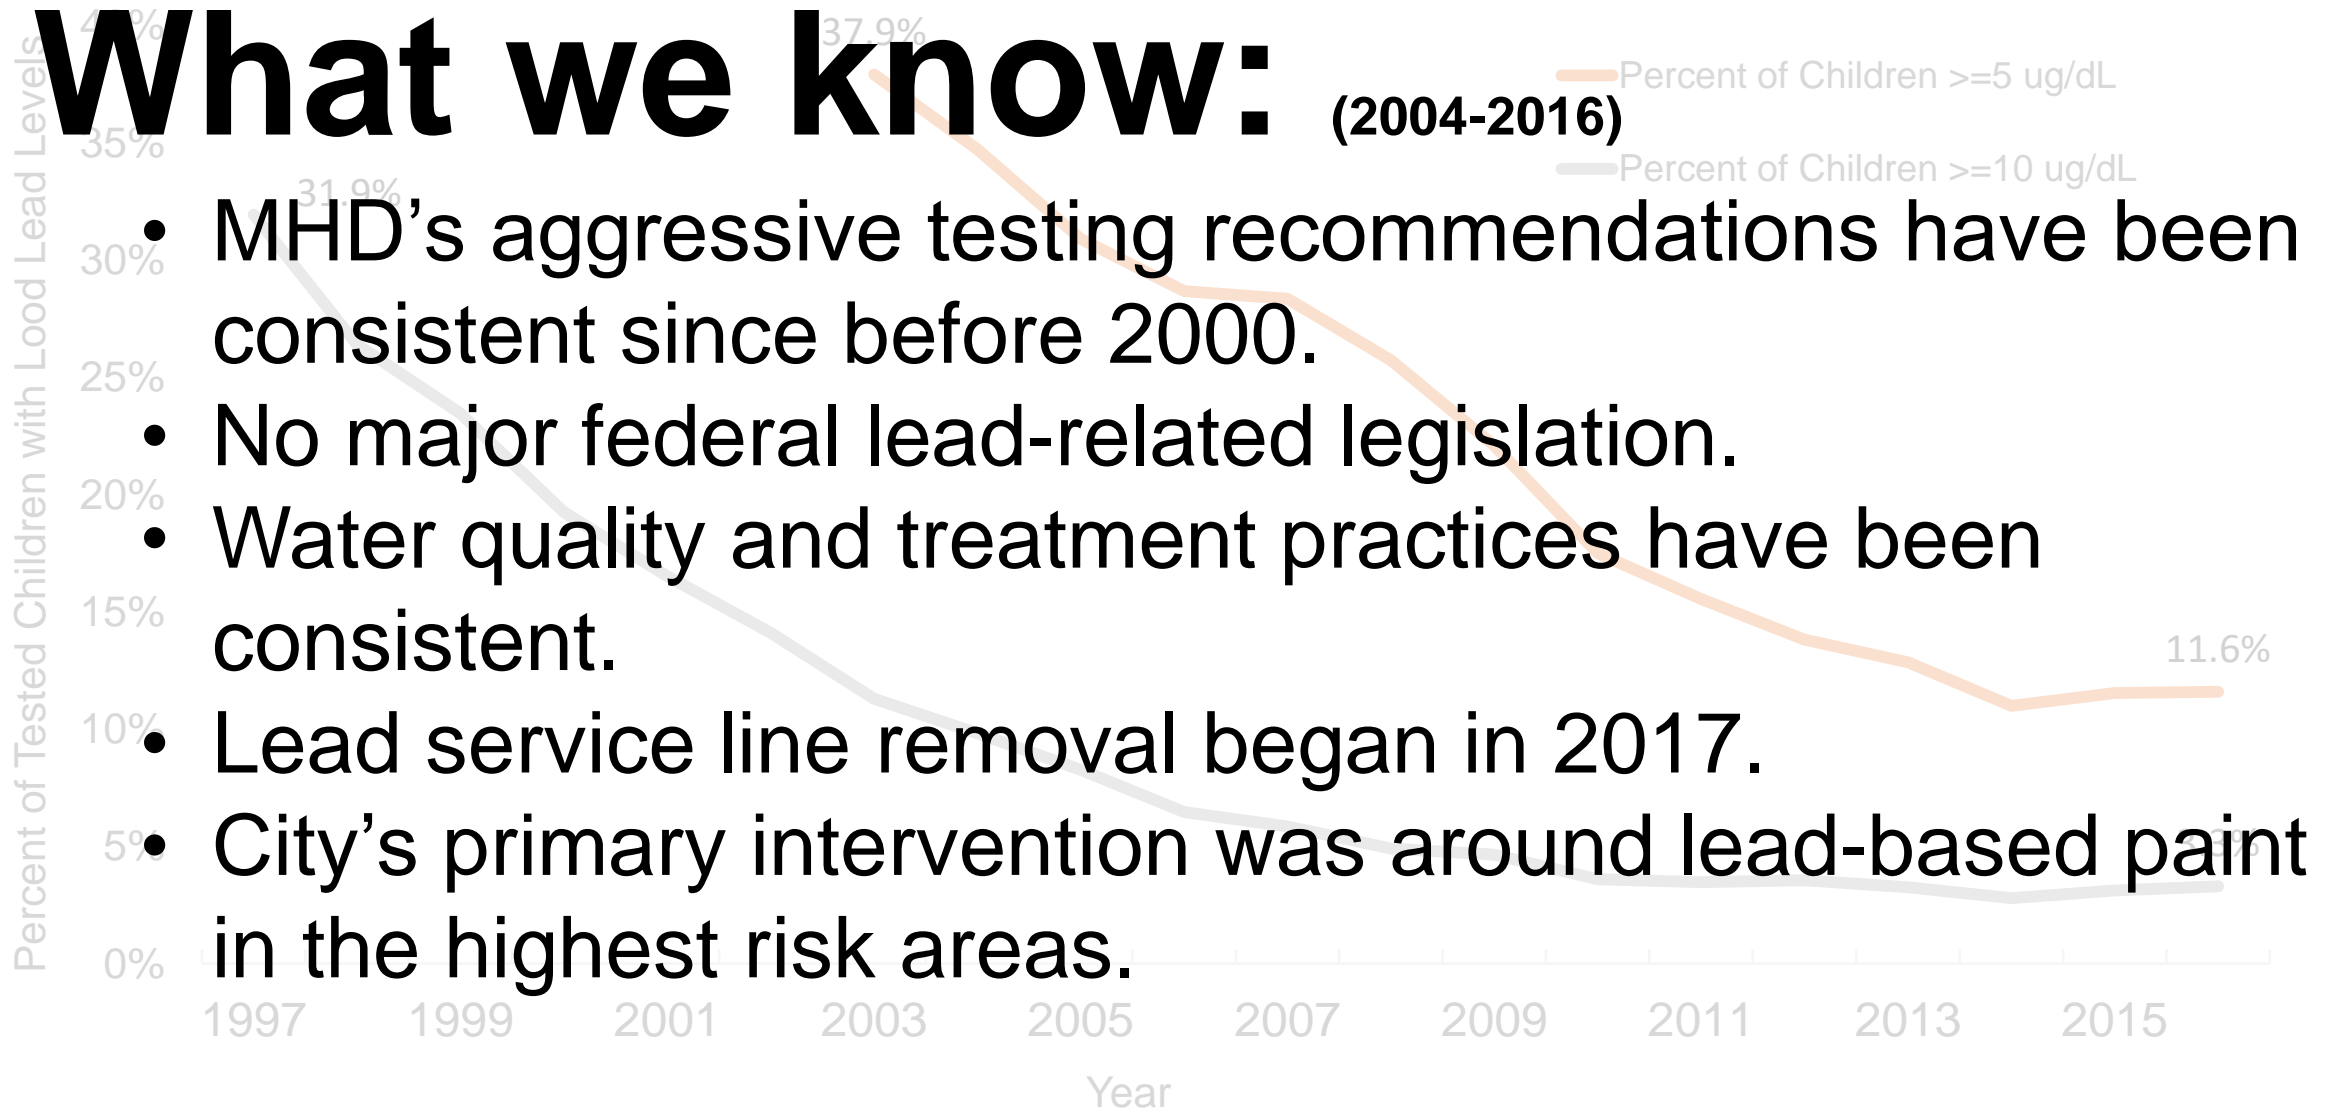 What we know: (2004-2016)
• MHD’s aggressive testing recommendations have been
consistent since before 2000.
• No major federal lead-related legislation.
• Water quality and treatment practices have been
consistent.
• Lead service line removal began in 2017.
• City’s primary intervention was around lead-based paint
in the highest risk areas.
Percent of Tested Children with Lood Lead Levels
35%
30%
25%
20%
15%
10%
5%
0%
37.9%
31.9%
11.6%
Percent of Children >=5 ug/dL
Percent of Children >=10 ug/dL
1997 1999 2001 2003 2005 2007 2009 2011 2013 2015
Year